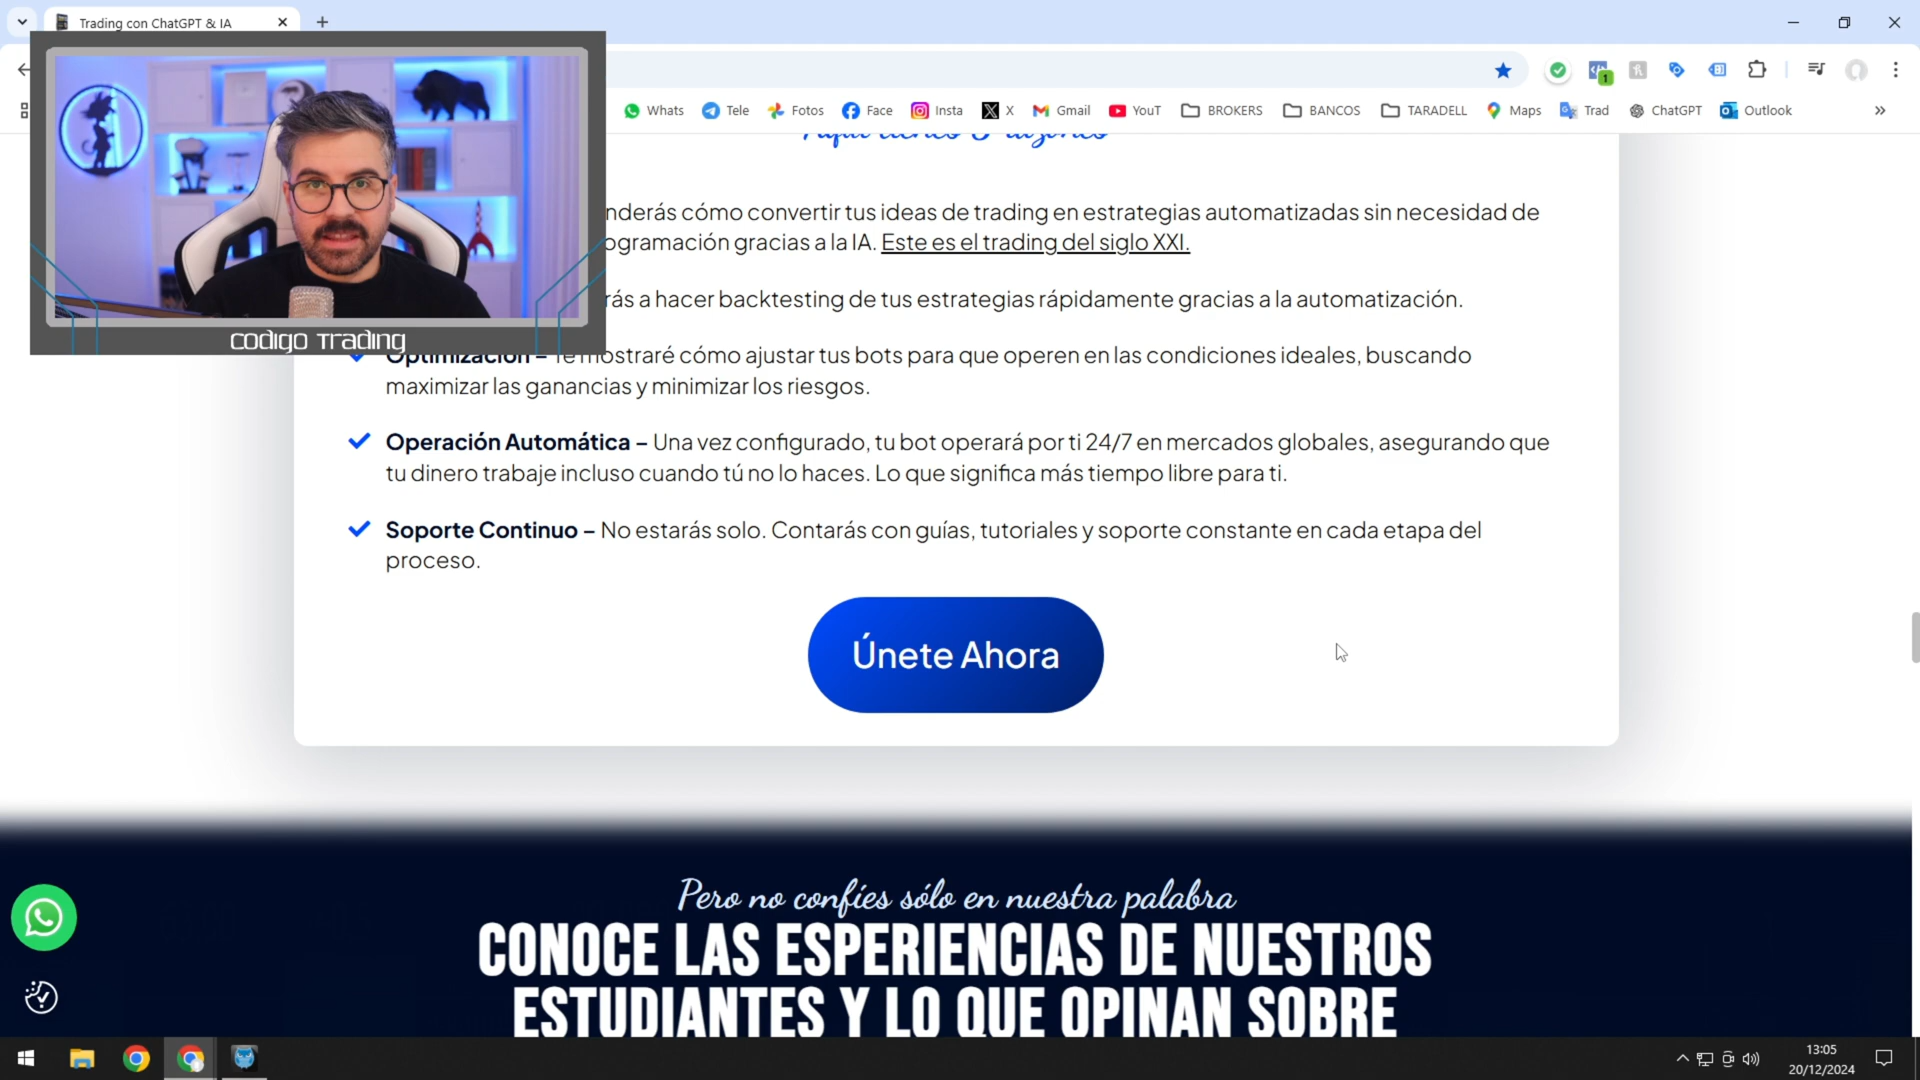 Trading con ChatGPT & IA
1
Whats
Tele
Fotos
Face
Insta
X
Gmail
YouT
BROKERS
BANCOS
TARADELL
Maps
Trad
ChatGPT
Outlook
nderás cómo convertir tus ideas de trading en estrategias automatizadas sin necesidad de
ogramación gracias a la IA. Este es el trading del siglo XXI.
rás a hacer backtesting de tus estrategias rápidamente gracias a la automatización.
CODIGO TRADING
Optimización – Te mostraré cómo ajustar tus bots para que operen en las condiciones ideales, buscando
maximizar las ganancias y minimizar los riesgos.
Operación Automática – Una vez configurado, tu bot operará por ti 24/7 en mercados globales, asegurando que
tu dinero trabaje incluso cuando tú no lo haces. Lo que significa más tiempo libre para ti.
Soporte Continuo – No estarás solo. Contarás con guías, tutoriales y soporte constante en cada etapa del
proceso.
Únete Ahora
Pero no confíes sólo en nuestra palabra
CONOCE LAS ESPERIENCIAS DE NUESTROS
ESTUDIANTES Y LO QUE OPINAN SOBRE
13:05
20/12/2024